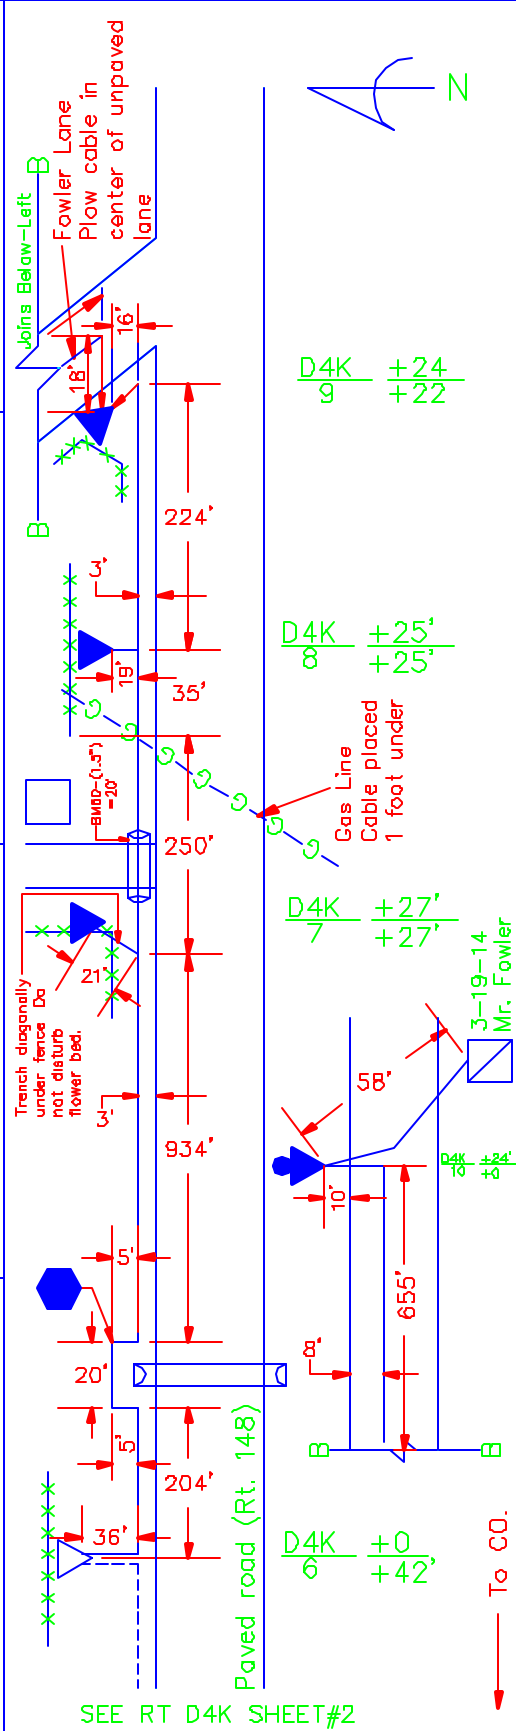 Fowler Lane
Plow cable in
center of unpaved
lane
B
Joins Below-Left
N
16'
18'
D4K +24
9 +22
B
224'
3'
D4K +25'
8 +25'
19'
35'
G
G
G
G
G
G
G
Gas Line
Cable placed
1 foot under
BM60-(1.5")
=20'
250'
D4K +27'
7 +27'
3-19-14
Mr. Fowler
21'
Trench diagonally
under fence Do
not disturb
flower bed.
3'
58'
934'
D4K +24'
10 +0
10'
5'
655'
8'
20'
5'
B
B
204'
Paved road (Rt. 148)
36'
D4K +0
6 +42'
To CO.
SEE RT D4K SHEET#2